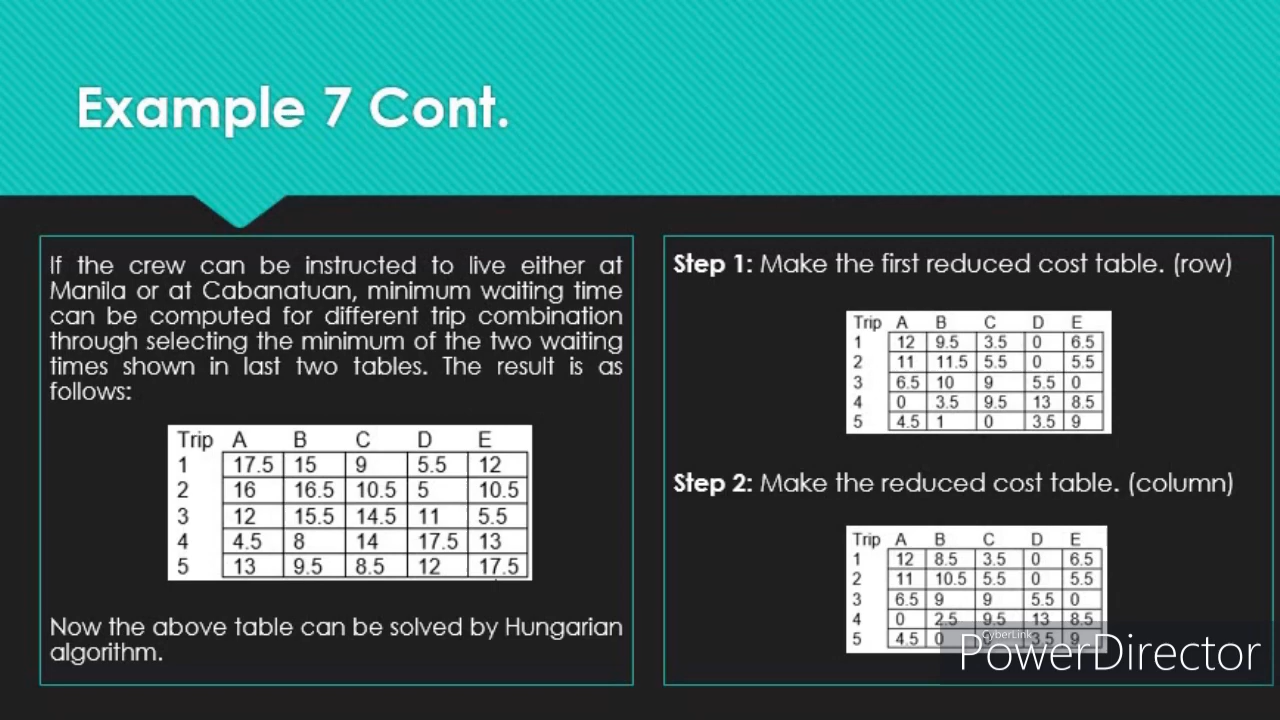 Example 7 Cont.
If the crew can be instructed to live either at
Manila or at Cabanatuan, minimum waiting time
can be computed for different trip combination
through selecting the minimum of the two waiting
times shown in last two tables. The result is as
follows:
Trip A B C D E
1 17.5 15 9 5.5 12
2 16 16.5 10.5 5 10.5
3 12 15.5 14.5 11 5.5
4 4.5 8 14 17.5 13
5 13 9.5 8.5 12 17.5
Now the above table can be solved by Hungarian
algorithm.
Step 1: Make the first reduced cost table. (row)
Trip A B C D E
1 12 9.5 3.5 0 6.5
2 11 11.5 5.5 0 5.5
3 6.5 10 9 5.5 0
4 0 3.5 9.5 13 8.5
5 4.5 1 0 3.5 9
Step 2: Make the reduced cost table. (column)
Trip A B C D E
1 12 8.5 3.5 0 6.5
2 11 10.5 5.5 0 5.5
3 6.5 9 9 5.5 0
4 0 2.5 9.5 13 8.5
5 4.5 0 0 3.5 9
CyberLink
PowerDirector